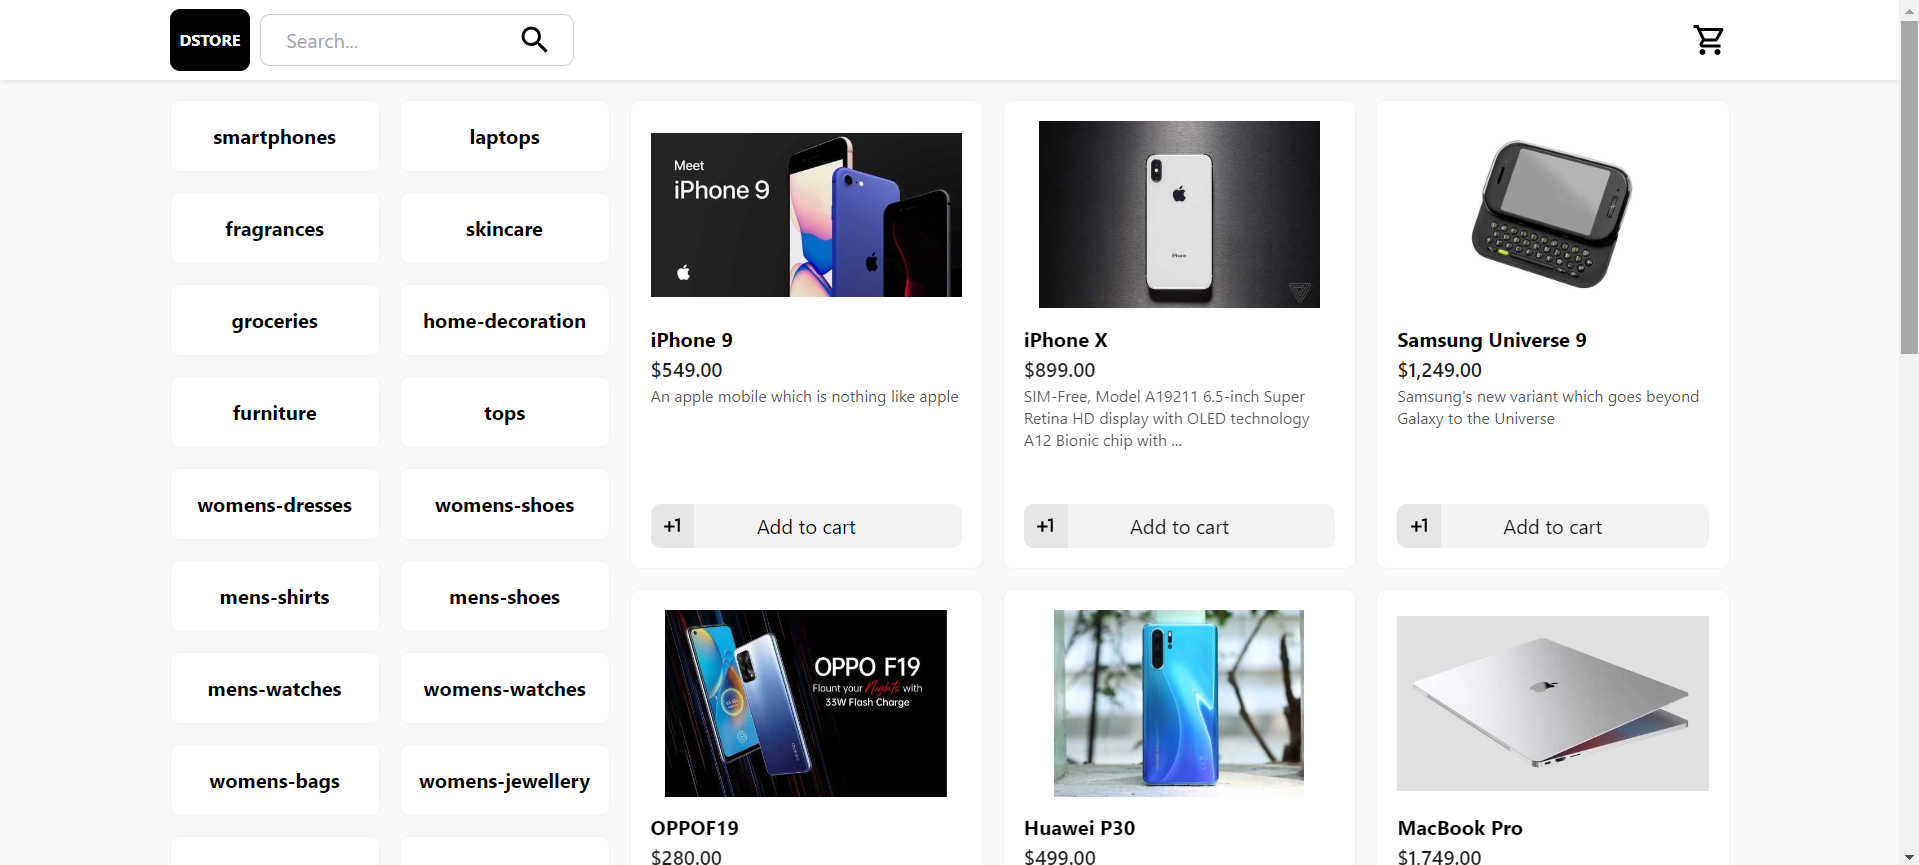 DSTORE
Search...
smartphones
laptops
fragrances
skincare
groceries
home-decoration
furniture
tops
womens-dresses
womens-shoes
mens-shirts
mens-shoes
mens-watches
womens-watches
womens-bags
womens-jewellery
Meet
iPhone 9
iPhone 9
$549.00
An apple mobile which is nothing like apple
+1 Add to cart
iPhone
iPhone X
$899.00
SIM-Free, Model A19211 6.5-inch Super
Retina HD display with OLED technology
A12 Bionic chip with ...
+1 Add to cart
Samsung Universe 9
$1,249.00
Samsung's new variant which goes beyond
Galaxy to the Universe
+1 Add to cart
OPPO F19
Flaunt your Nights with
33W Flash Charge
OPPOF19
$280.00
Huawei P30
$499.00
MacBook Pro
$1,749.00